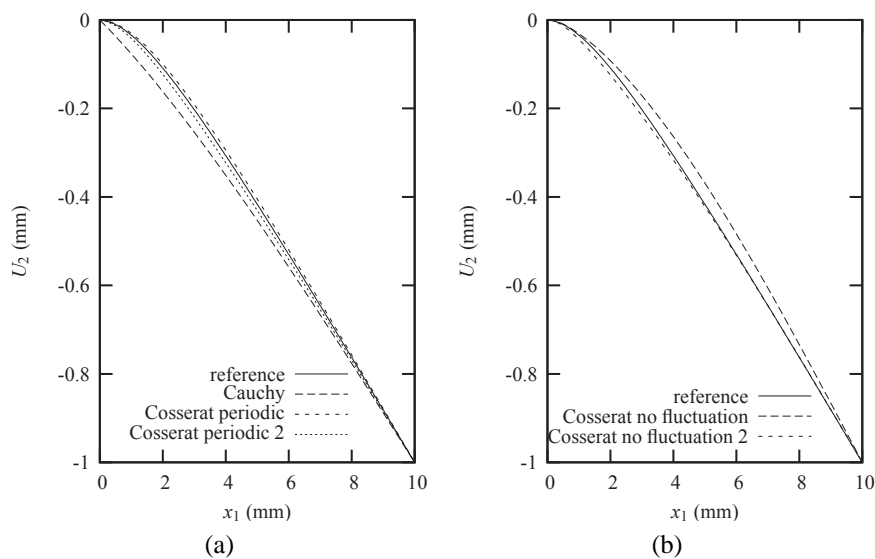 0
-0.2
-0.4
-0.6
-0.8
-1
U2 (mm)
reference
Cauchy
Cosserat periodic
Cosserat periodic 2
0 2 4 6 8 10
x1 (mm)
(a)
0
-0.2
-0.4
-0.6
-0.8
-1
U2 (mm)
reference
Cosserat no fluctuation
Cosserat no fluctuation 2
0 2 4 6 8 10
x1 (mm)
(b)